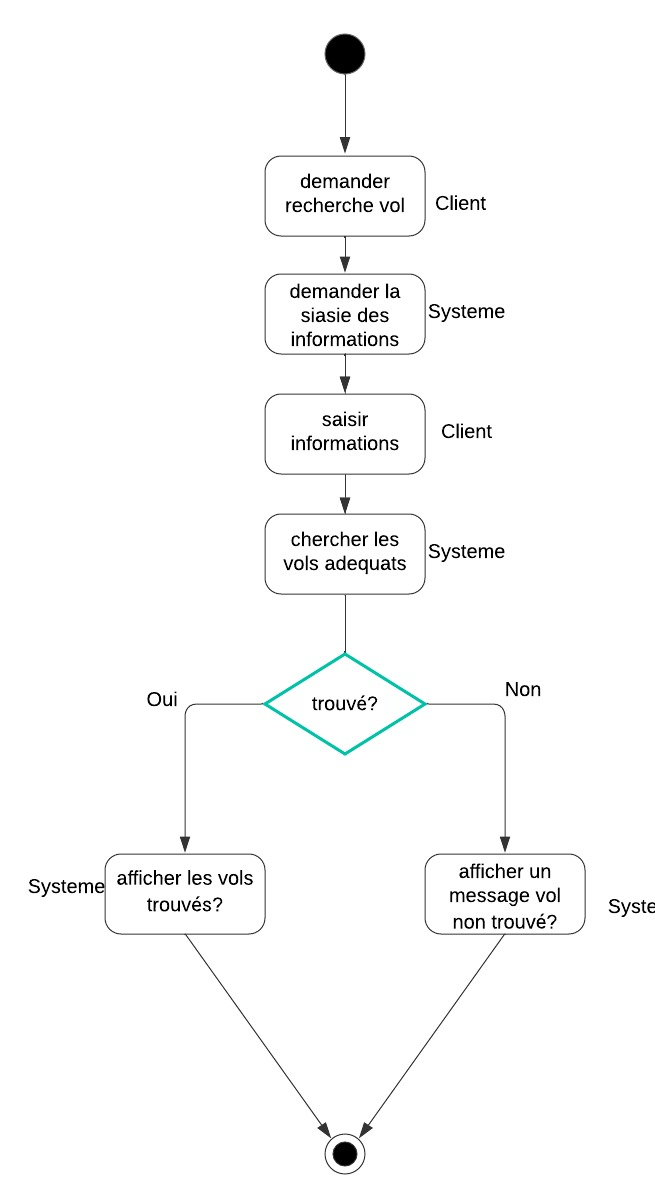 demander
recherche vol
Client
demander la
siasie des
informations
Systeme
saisir
informations
Client
chercher les
vols adequats
Systeme
trouvé?
Oui
Non
Systeme
afficher les vols
trouvés?
afficher un
message vol
non trouvé?
Syste